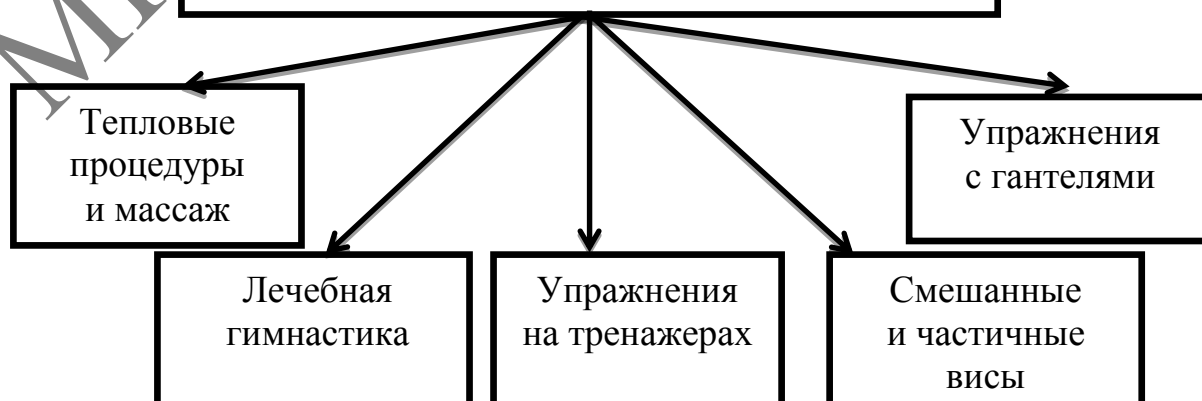 Тепловые
процедуры
и массаж
Упражнения
с гантелями
Лечебная
гимнастика
Упражнения
на тренажерах
Смешанные
и частичные
висы